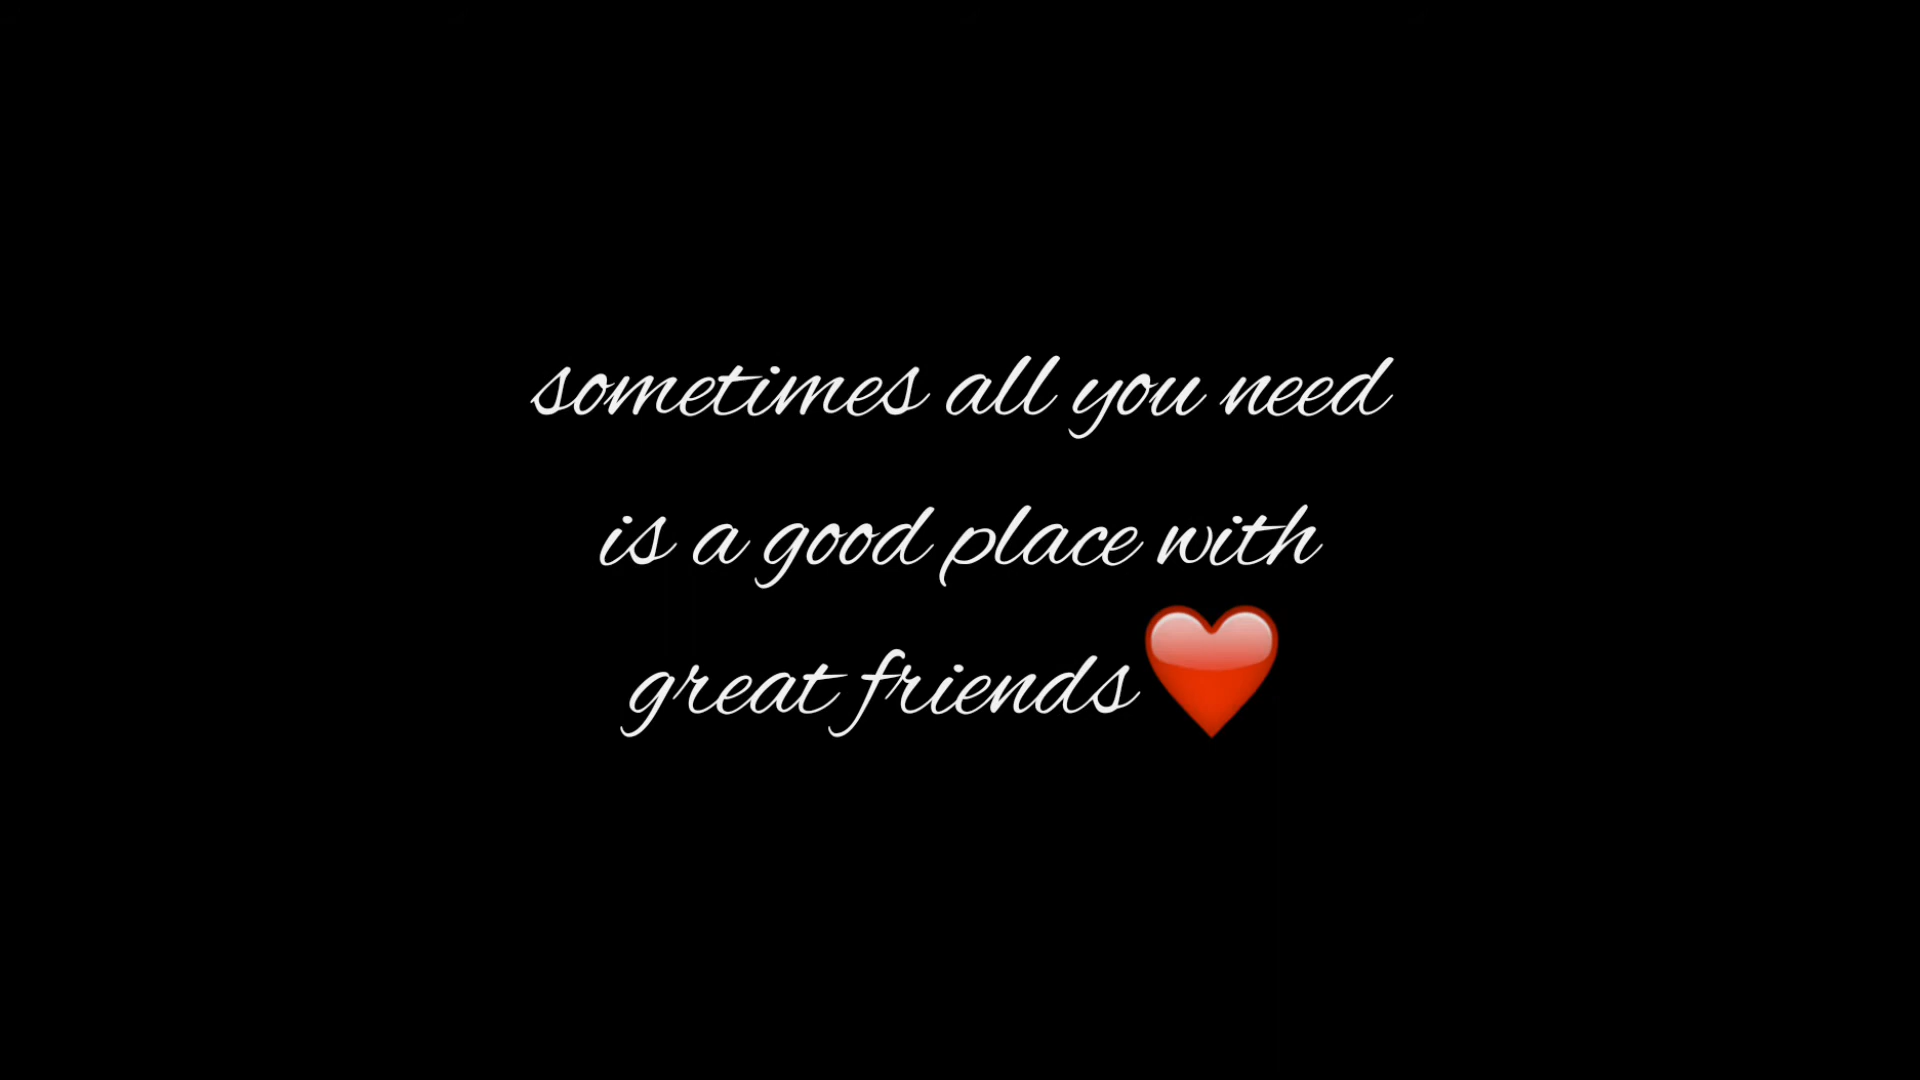 sometimes all you need
is a good place with
great friends❤️